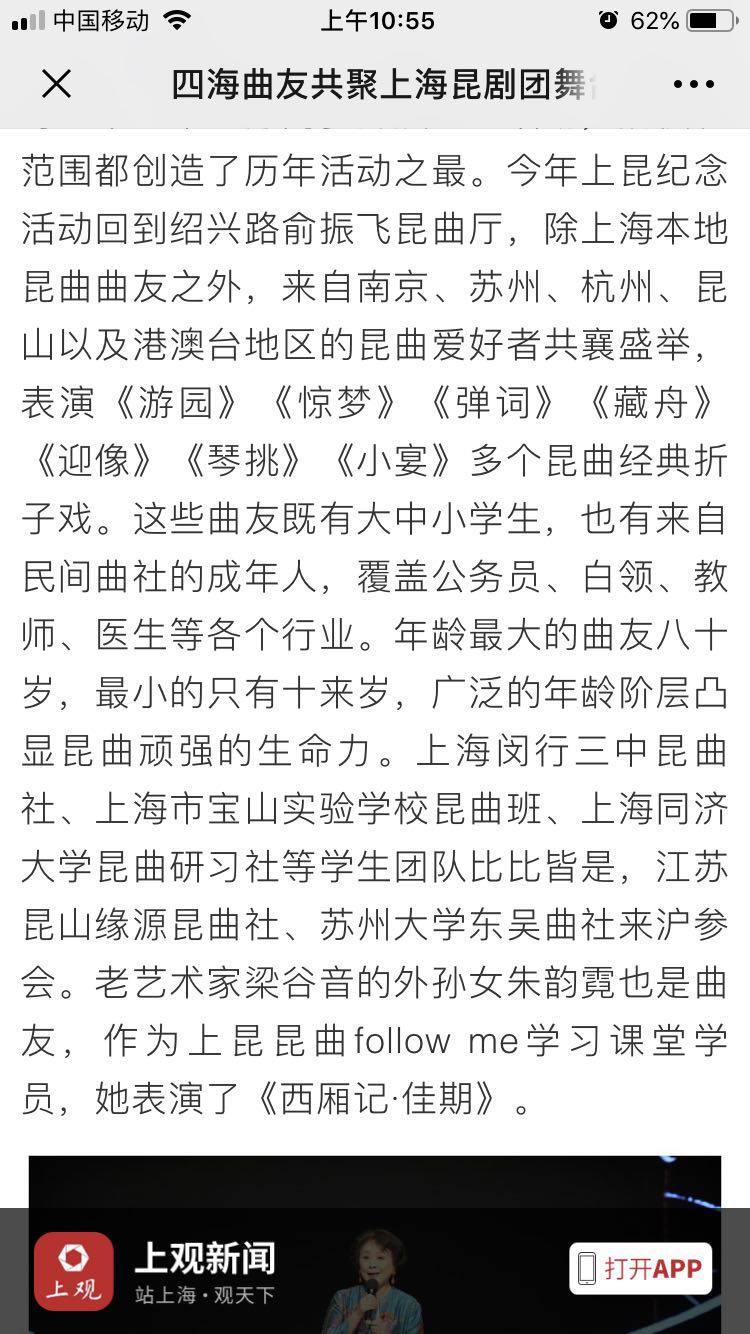 中国移动
上午10:55
62%
四海曲友共聚上海昆剧团舞
范围都创造了历年活动之最。今年上昆纪念
活动回到绍兴路俞振飞昆曲厅，除上海本地
昆曲曲友之外，来自南京、苏州、杭州、昆
山以及港澳台地区的昆曲爱好者共襄盛举，
表演《游园》《惊梦》《弹词》《藏舟》
《迎像》《琴挑》《小宴》多个昆曲经典折
子戏。这些曲友既有大中小学生，也有来自
民间曲社的成年人，覆盖公务员、白领、教
师、医生等各个行业。年龄最大的曲友八十
岁，最小的只有十来岁，广泛的年龄阶层凸
显昆曲顽强的生命力。上海闵行三中昆曲
社、上海市宝山实验学校昆曲班、上海同济
大学昆曲研习社等学生团队比比皆是，江苏
昆山缘源昆曲社、苏州大学东吴曲社来沪参
会。老艺术家梁谷音的外孙女朱韵霓也是曲
友，作为上昆昆曲follow me学习课堂学
员，她表演了《西厢记·佳期》。
上观
上观新闻
站上海·观天下
打开APP